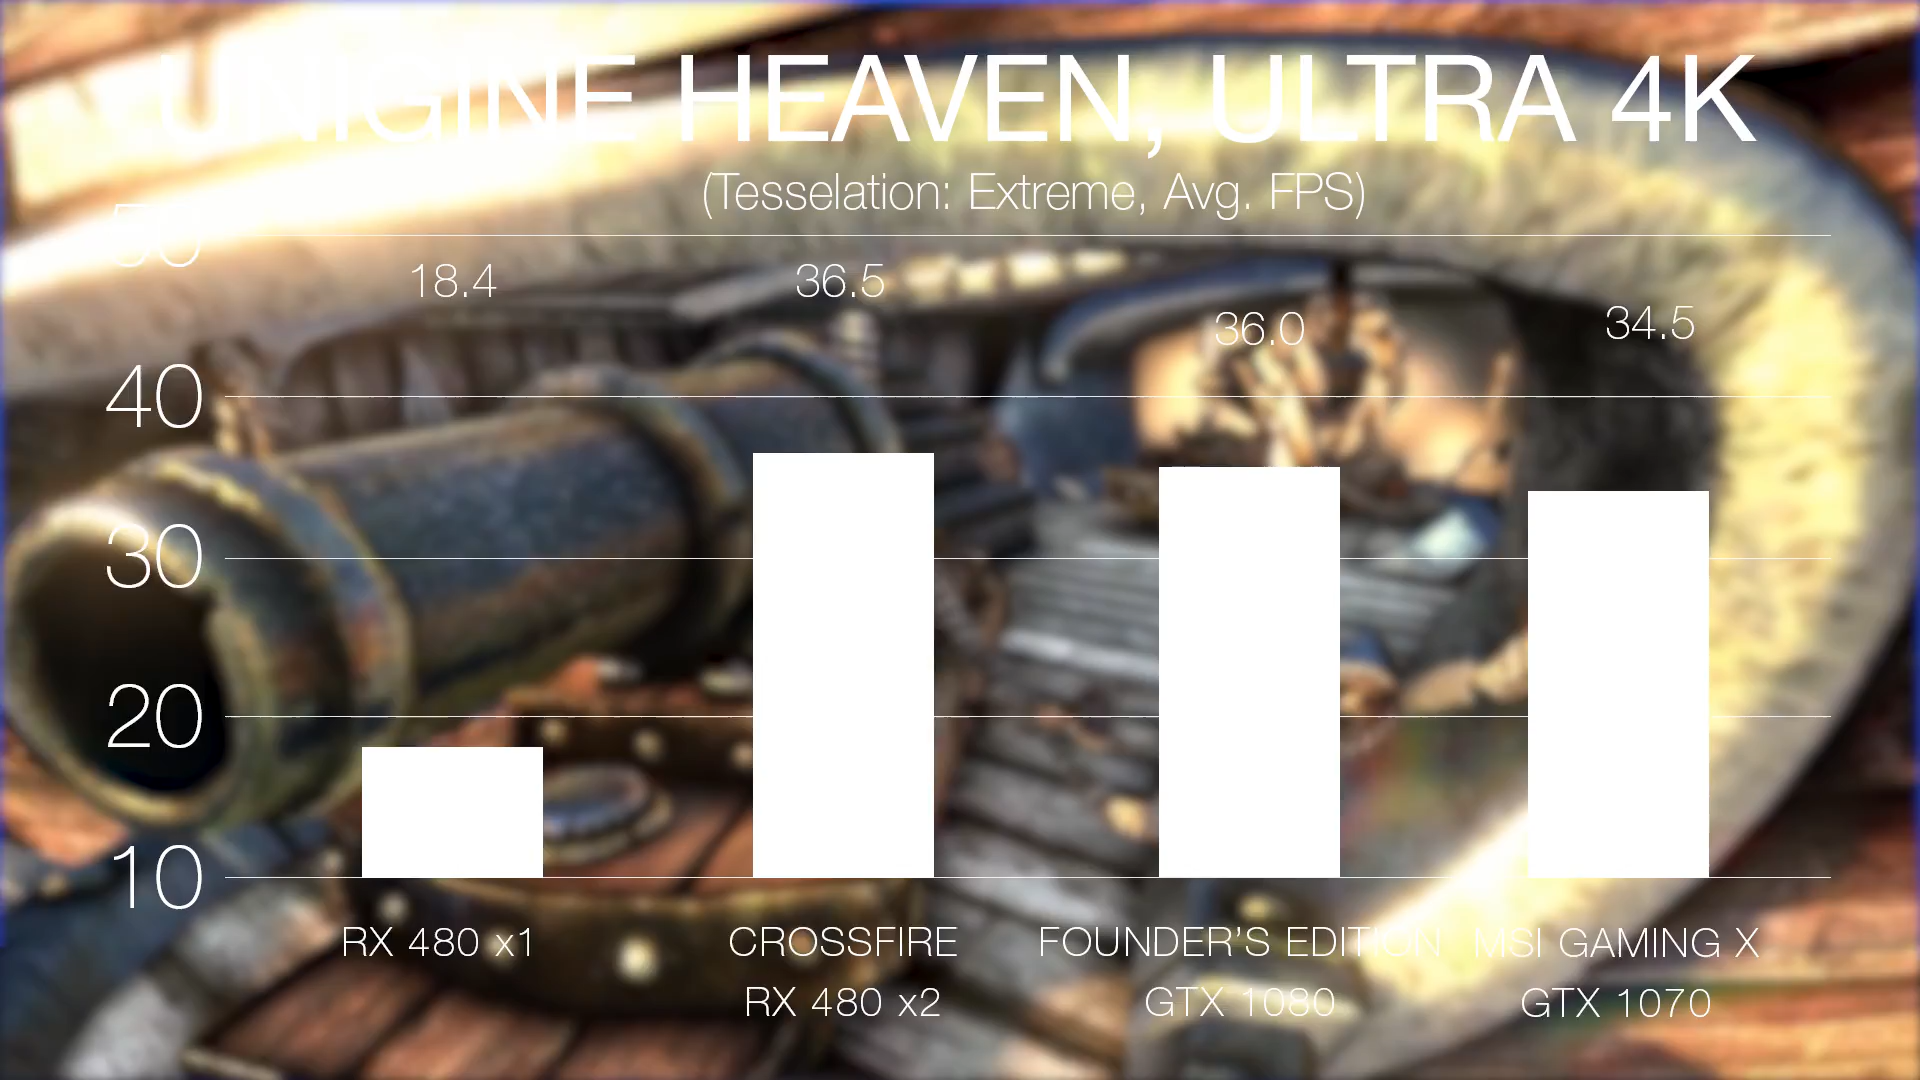 UNIGINE HEAVEN, ULTRA 4K
(Tesselation: Extreme, Avg. FPS)
50
18.4 36.5 36.0 34.5
40
30
20
10
RX 480 x1 CROSSFIRE FOUNDER’S EDITION MSI GAMING X
RX 480 x2 GTX 1080 GTX 1070